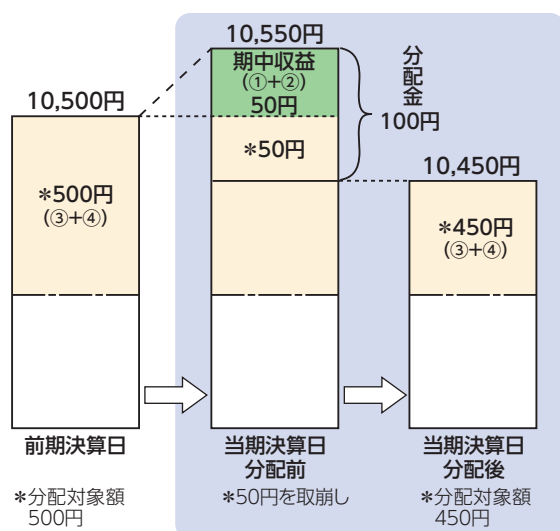 10,500円
*500円
(③+④)
前期決算日
*分配対象額
500円
10,550円
期中収益
(①+②)
50円
*50円
分配金
100円
当期決算日
分配前
*50円を取崩し
10,450円
*450円
(③+④)
当期決算日
分配後
*分配対象額
450円